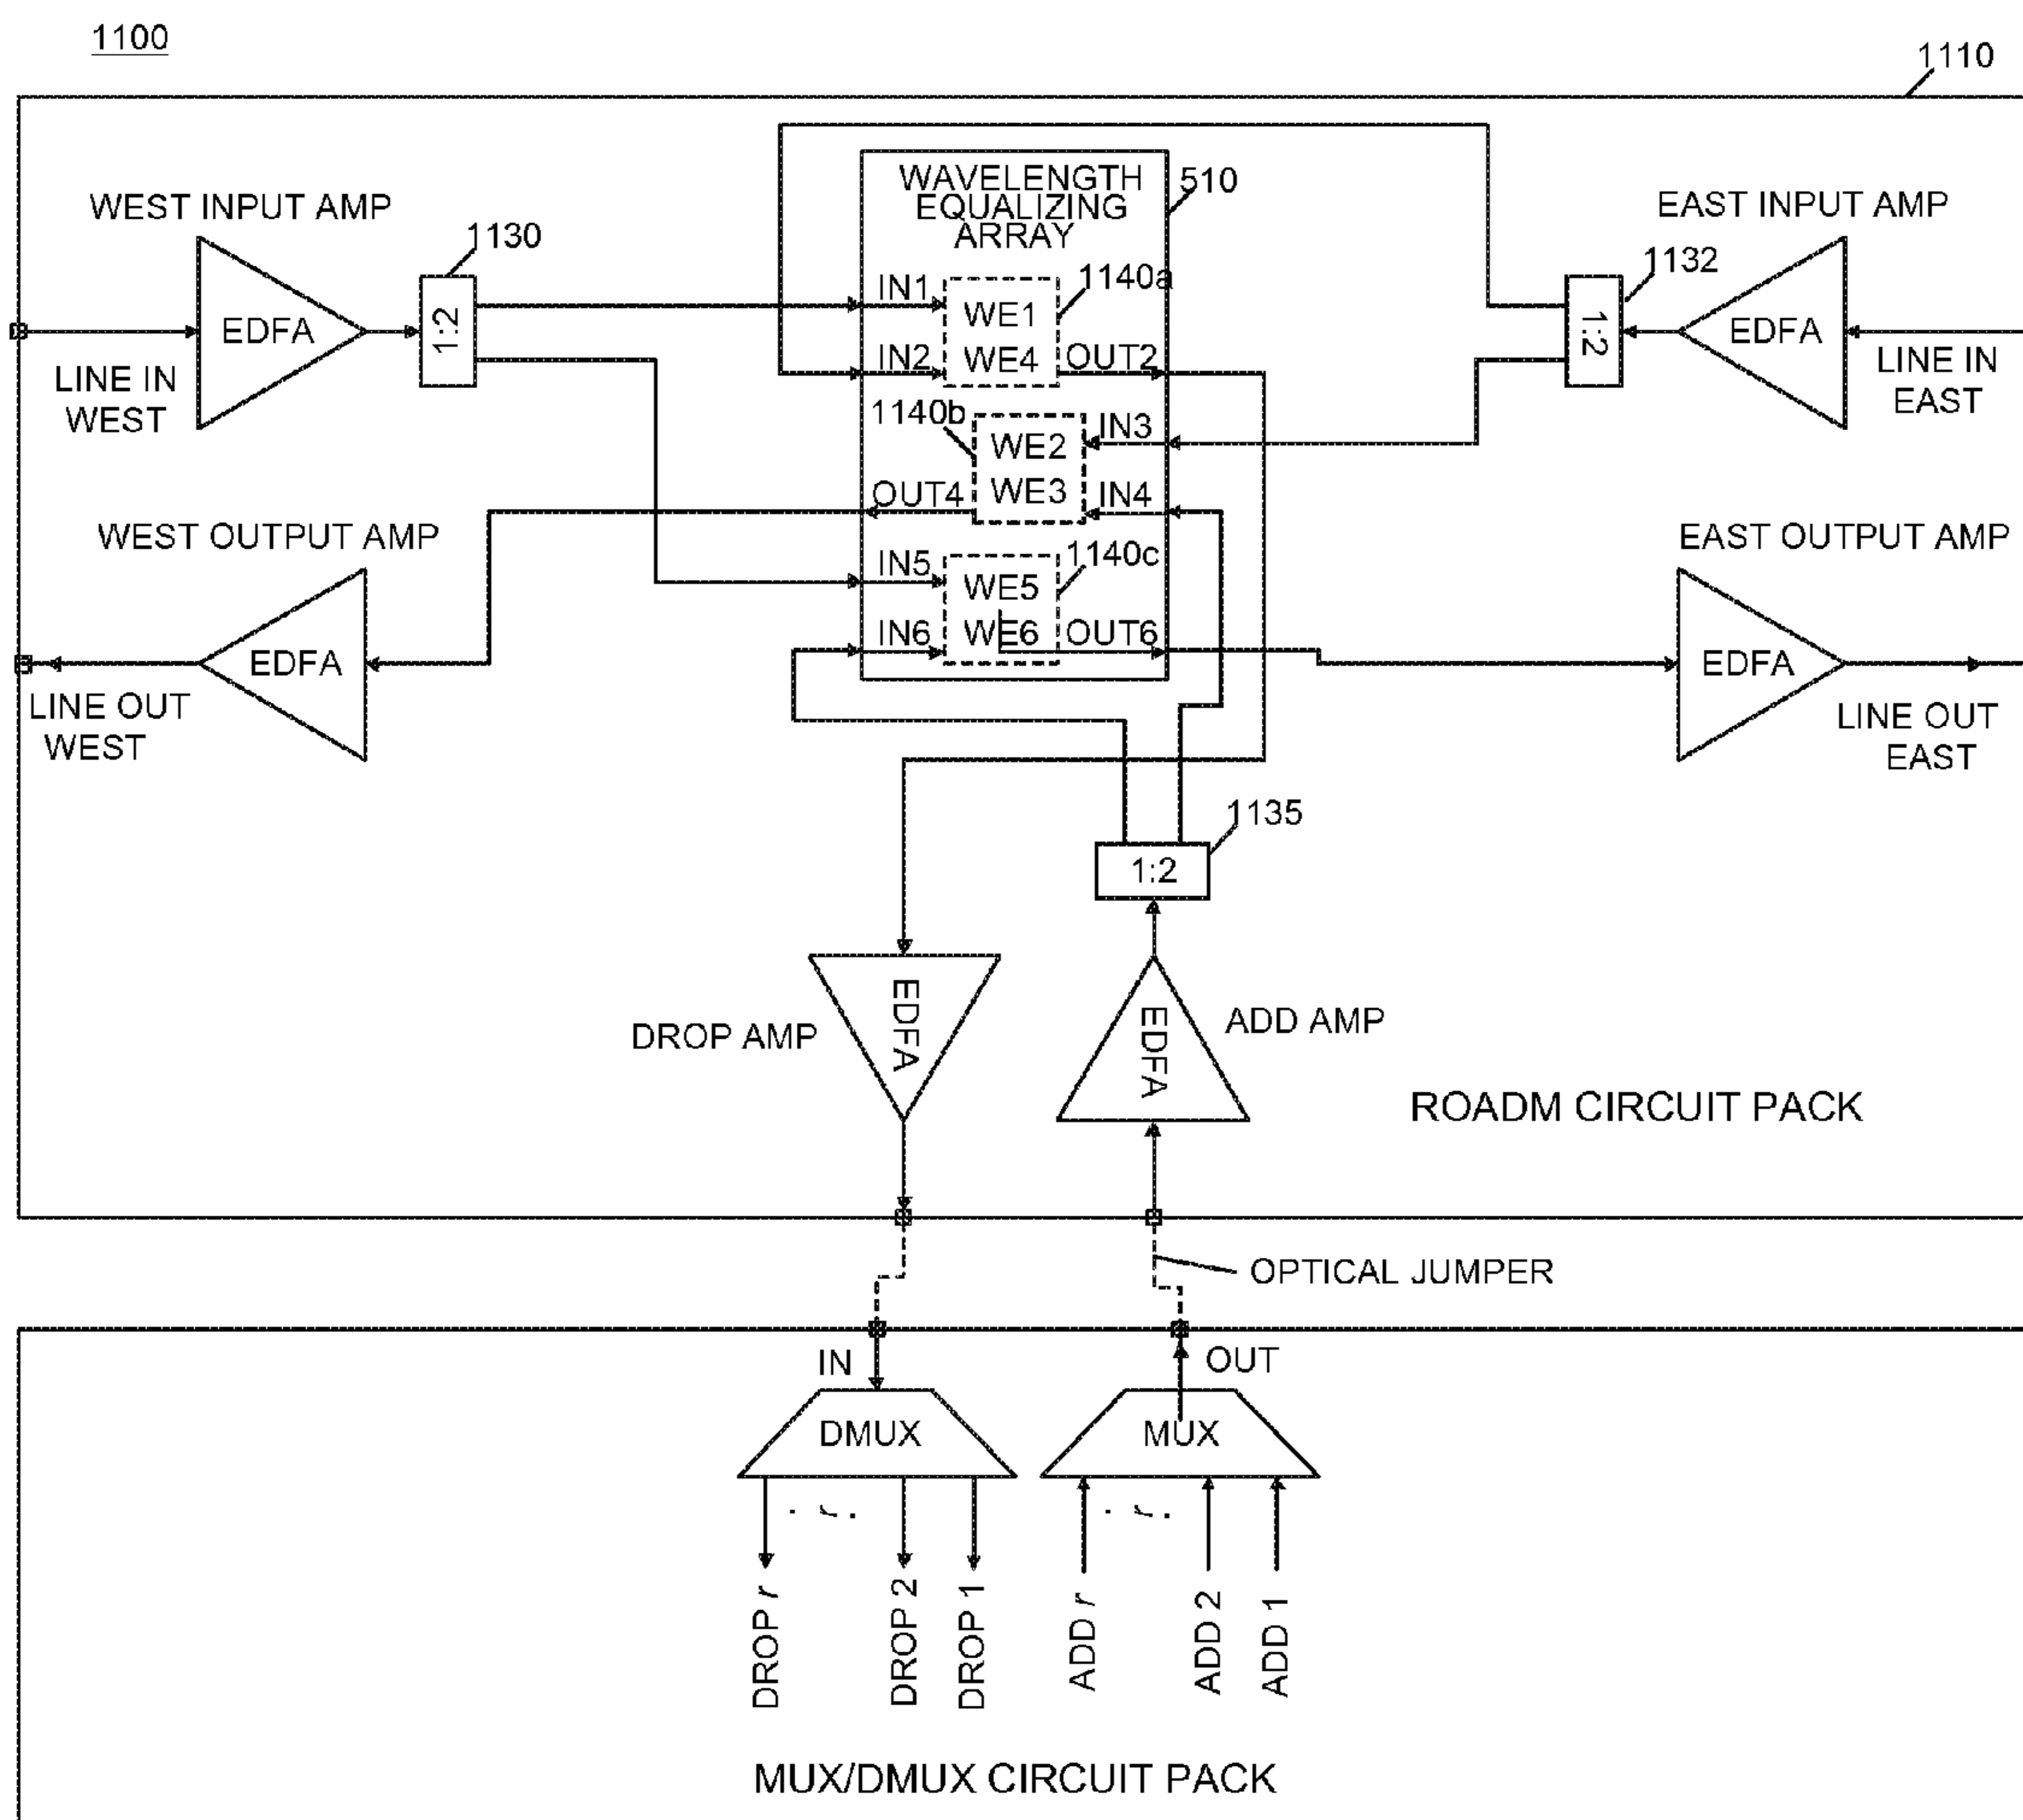 1100
1110
WAVELENGTH
EQUALIZING
ARRAY
510
WEST INPUT AMP
EAST INPUT AMP
1130
1132
1140a
IN1
WE1
EDFA
1:2
1:2
EDFA
IN2
WE4
OUT2
LINE IN
WEST
LINE IN
EAST
1140b
WE2
IN3
OUT4
WE3
IN4
WEST OUTPUT AMP
EAST OUTPUT AMP
1140c
IN5
WE5
IN6
WE6
OUT6
EDFA
EDFA
LINE OUT
WEST
LINE OUT
EAST
1135
1:2
DROP AMP
EDFA
EDFA
ADD AMP
ROADM CIRCUIT PACK
OPTICAL JUMPER
IN
OUT
DMUX
MUX
. r .
. r .
DROP r
DROP 2
DROP 1
ADD r
ADD 2
ADD 1
MUX/DMUX CIRCUIT PACK